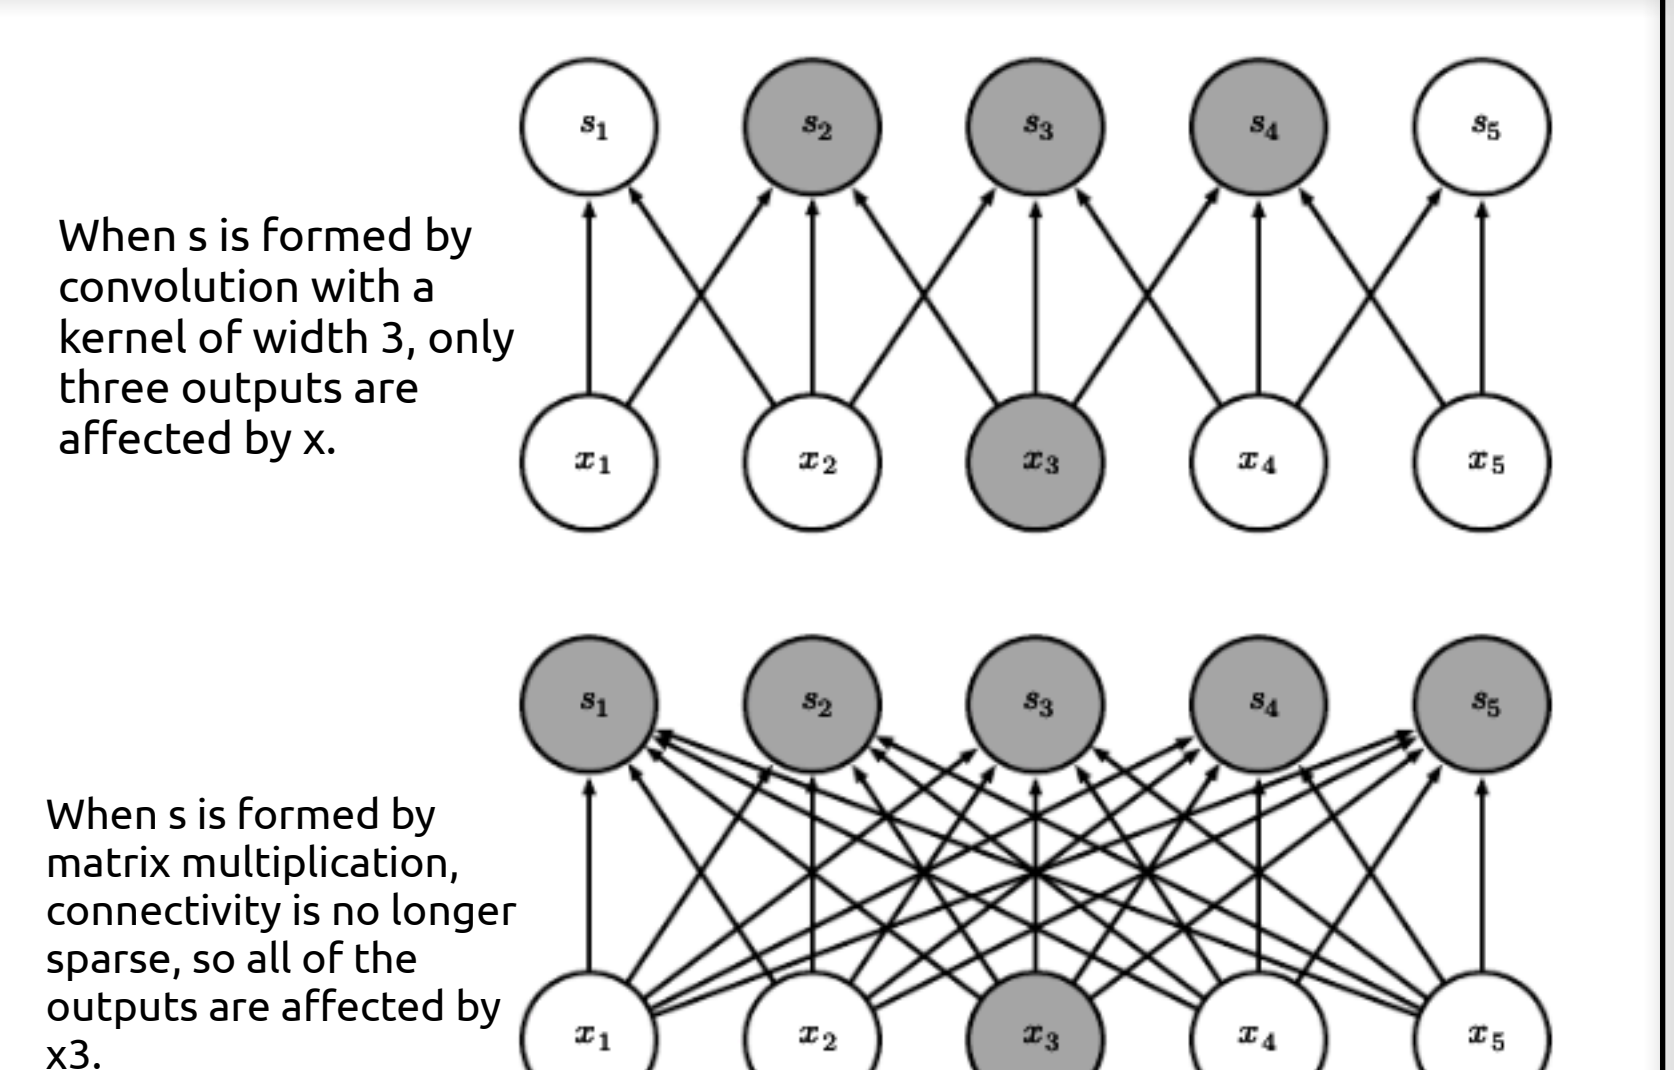 s1 s2 s3 s4 s5
When s is formed by
convolution with a
kernel of width 3, only
three outputs are
affected by x.
x1 x2 x3 x4 x5
s1 s2 s3 s4 s5
When s is formed by
matrix multiplication,
connectivity is no longer
sparse, so all of the
outputs are affected by
x3.
x1 x2 x3 x4 x5